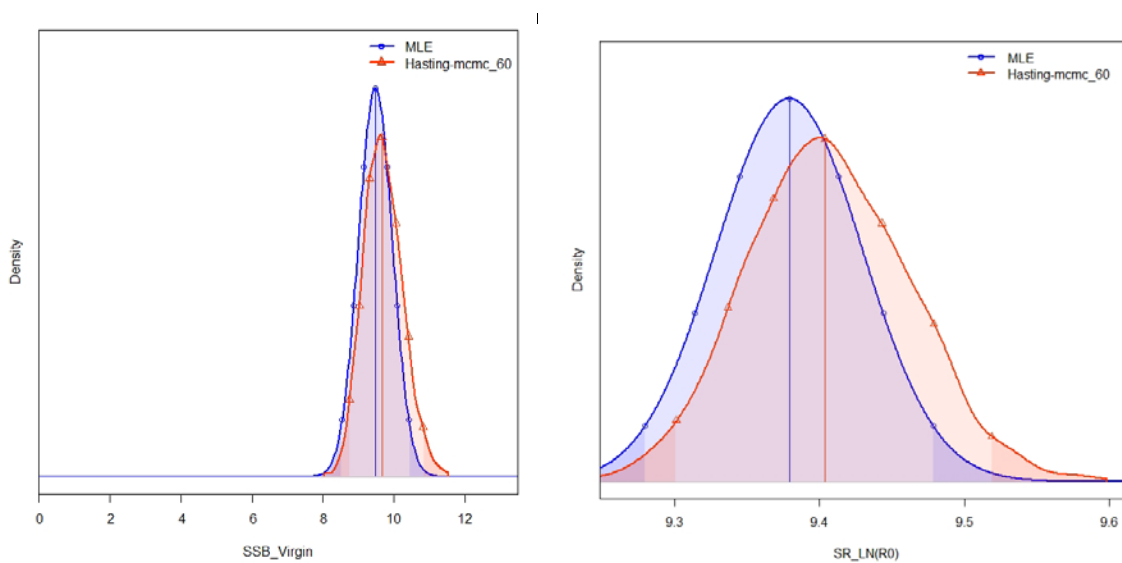 MLE
Hasting-mcmc_60
Density
0 2 4 6 8 10 12
SSB_Virgin
MLE
Hasting-mcmc_60
Density
9.3 9.4 9.5 9.6
SR_LN(R0)